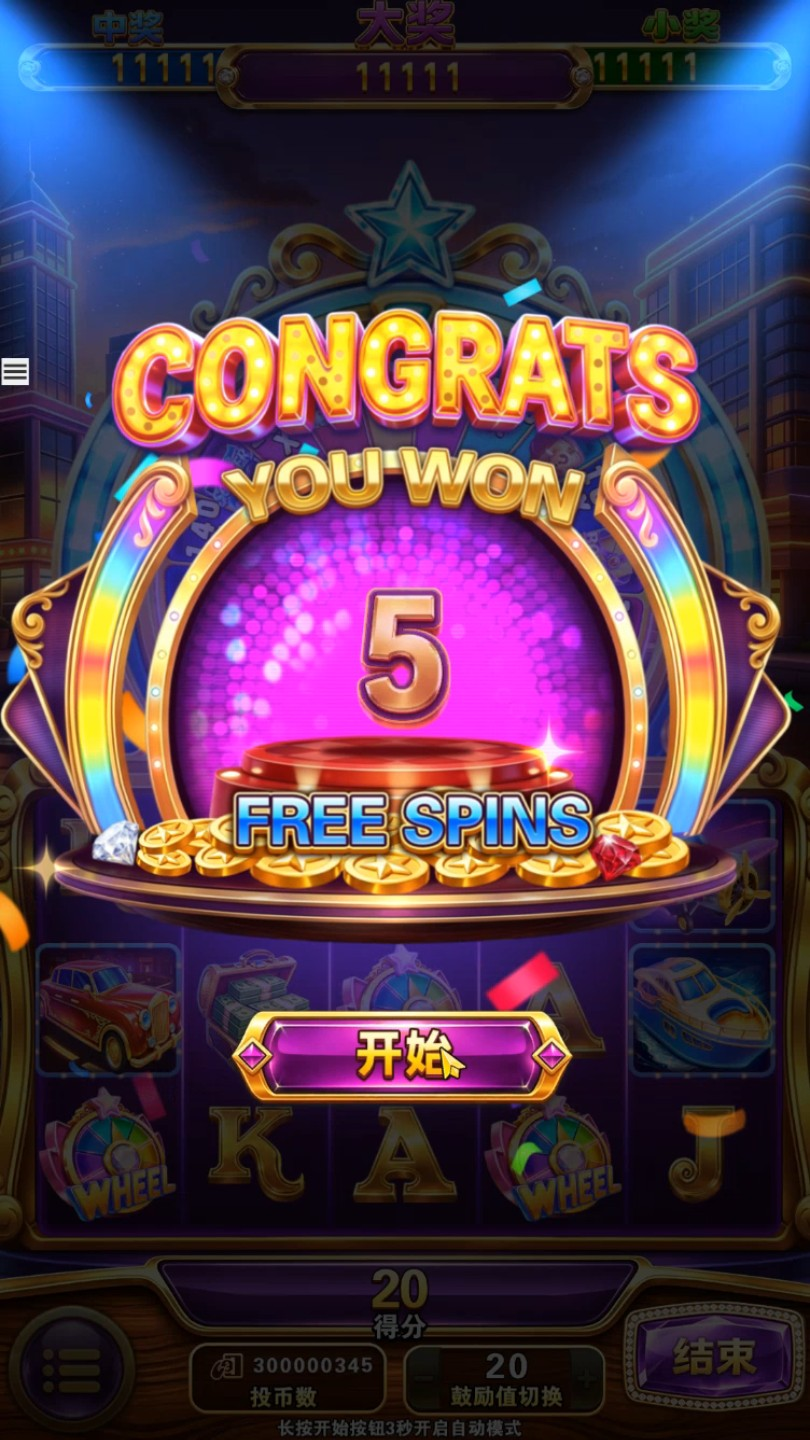 中奖 大奖 小奖
11111 11111 11111
CONGRATS
YOU WON
5
FREE SPINS
A
开始
WHEEL K A WHEEL J
20
得分
300000345 20 结束
投币数 鼓励值切换
长按开始按钮3秒开启自动模式